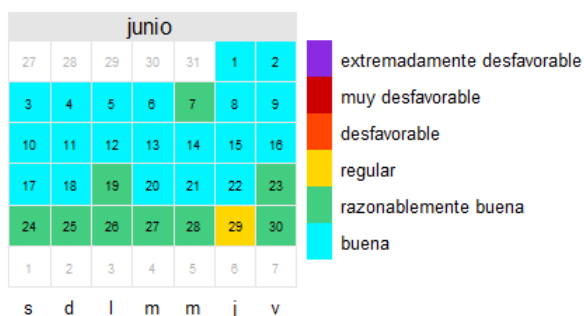 junio
27 28 29 30 31 1 2
3 4 5 6 7 8 9
10 11 12 13 14 15 16
17 18 19 20 21 22 23
24 25 26 27 28 29 30
1 2 3 4 5 6 7
s d l m m j v
extremadamente desfavorable
muy desfavorable
desfavorable
regular
razonablemente buena
buena